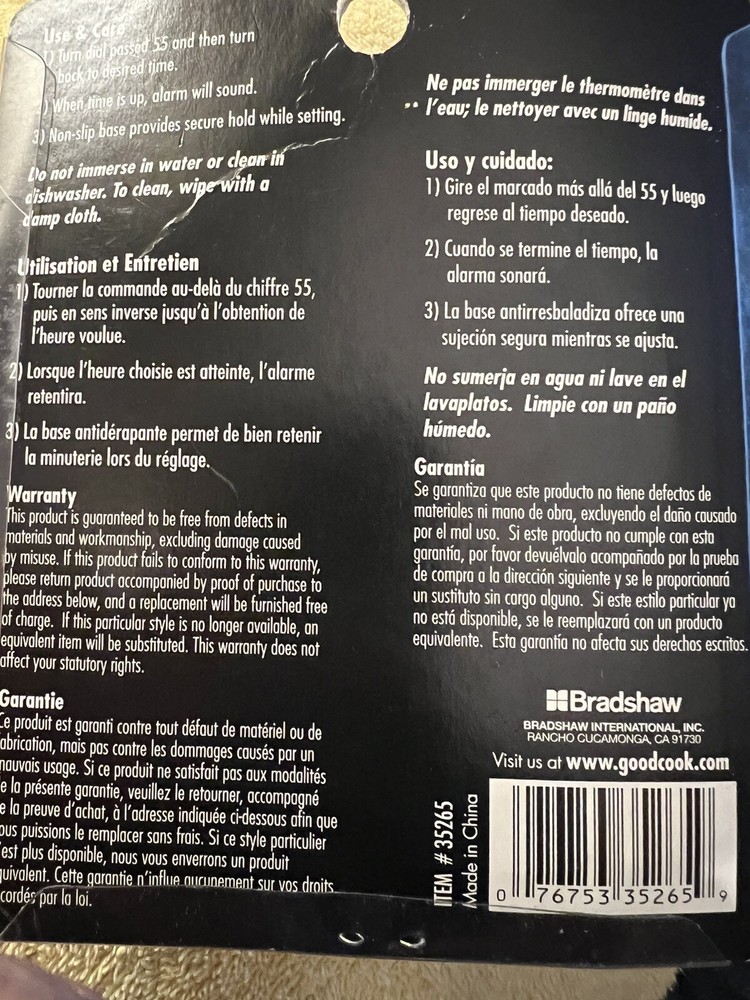 Use & Care
1) Turn dial passed 55 and then turn
back to desired time.
) When time is up, alarm will sound.
3) Non-slip base provides secure hold while setting.
Do not immerse in water or clean in
dishwasher. To clean, wipe with a
damp cloth.
Utilisation et Entretien
1) Tourner la commande au-delà du chiffre 55,
puis en sens inverse jusqu'à l'obtention de
l'heure voulue.
2) Lorsque l'heure choisie est atteinte, l'alarme
retentira.
3) La base antidérapante permet de bien retenir
la minuterie lors du réglage.
Warranty
This product is guaranteed to be free from defects in
materials and workmanship, excluding damage caused
by misuse. If this product fails to conform to this warranty,
please return product accompanied by proof of purchase to
the address below, and a replacement will be furnished free
of charge. If this particular style is no longer available, an
equivalent item will be substituted. This warranty does not
affect your statutory rights.
Garantie
Ce produit est garanti contre tout défaut de matériel ou de
fabrication, mais pas contre les dommages causés par un
mauvais usage. Si ce produit ne satisfait pas aux modalités
de la présente garantie, veuillez le retourner, accompagné
de la preuve d'achat, à l'adresse indiquée ci-dessous afin que
ous puissions le remplacer sans frais. Si ce style particulier
'est plus disponible, nous vous enverrons un produit
quivalent. Cette garantie n'influe aucunement sur vos droits
cordés par la loi.
Ne pas immerger le thermomètre dans
l'eau; le nettoyer avec un linge humide.
Uso y cuidado:
1) Gire el marcado más allá del 55 y luego
regrese al tiempo deseado.
2) Cuando se termine el tiempo, la
alarma sonará.
3) La base antirresbaladiza ofrece una
sujeción segura mientras se ajusta.
No sumerja en agua ni lave en el
lavaplatos. Limpie con un paño
húmedo.
Garantía
Se garantiza que este producto no tiene defectos de
materiales ni mano de obra, excluyendo el daño causado
por el mal uso. Si este producto no cumple con esta
garantía, por favor devuélvalo acompañado por la prueba
de compra a la dirección siguiente y se le proporcionará
un sustituto sin cargo alguno. Si este estilo particular ya
no está disponible, se le reemplazará con un producto
equivalente. Esta garantía no afecta sus derechos escritos.
Bradshaw
BRADSHAW INTERNATIONAL, INC.
RANCHO CUCAMONGA, CA 91730
Visit us at www.goodcook.com
ITEM # 35265
Made in China
0 76753 35265 9